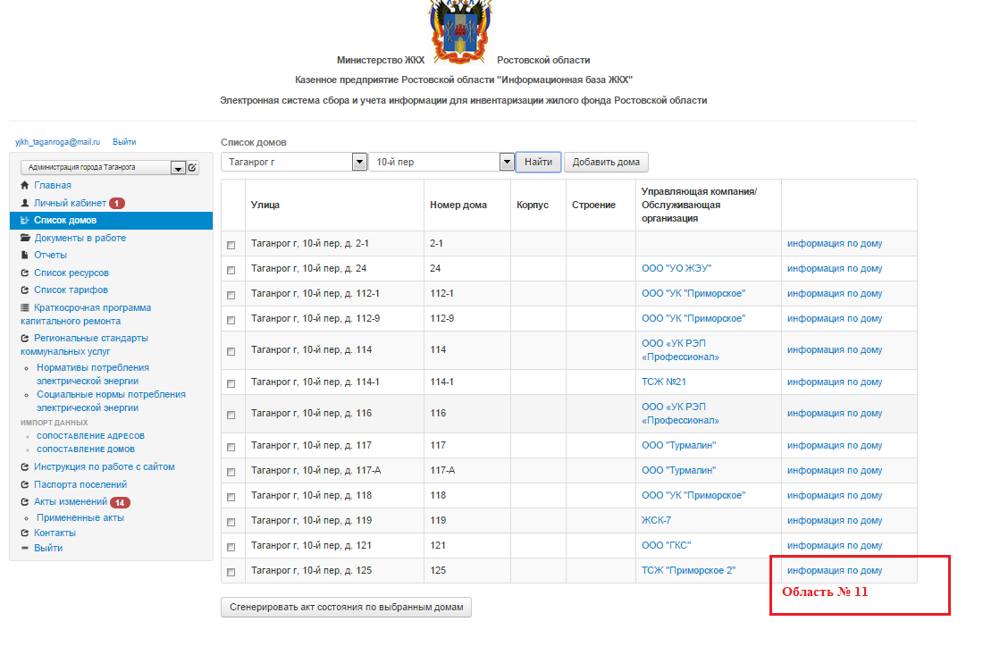 Министерство ЖКХ Ростовской области
Казенное предприятие Ростовской области "Информационная база ЖКХ"
Электронная система сбора и учета информации для инвентаризации жилого фонда Ростовской области
yjkh_taganroga@mail.ru Выйти
Администрация города Таганрога
Главная
Личный кабинет 1
Список домов
Документы в работе
Отчеты
Список ресурсов
Список тарифов
Краткосрочная программа
капитального ремонта
Региональные стандарты
коммунальных услуг
Нормативы потребления
электрической энергии
Социальные нормы потребления
электрической энергии
ИМПОРТ ДАННЫХ
СОПОСТАВЛЕНИЕ АДРЕСОВ
СОПОСТАВЛЕНИЕ ДОМОВ
Инструкция по работе с сайтом
Паспорта поселений
Акты изменений 14
Примененные акты
Контакты
Выйти
Список домов
Таганрог г 10-й пер Найти Добавить дома
Улица Номер дома Корпус Строение Управляющая компания/
Обслуживающая
организация
Таганрог г, 10-й пер, д. 2-1 2-1 информация по дому
Таганрог г, 10-й пер, д. 24 24 ООО "УО ЖЭУ" информация по дому
Таганрог г, 10-й пер, д. 112-1 112-1 ООО "УК "Приморское" информация по дому
Таганрог г, 10-й пер, д. 112-9 112-9 ООО "УК "Приморское" информация по дому
Таганрог г, 10-й пер, д. 114 114 ООО «УК РЭП
«Профессионал» информация по дому
Таганрог г, 10-й пер, д. 114-1 114-1 ТСЖ №21 информация по дому
Таганрог г, 10-й пер, д. 116 116 ООО «УК РЭП
«Профессионал» информация по дому
Таганрог г, 10-й пер, д. 117 117 ООО "Турмалин" информация по дому
Таганрог г, 10-й пер, д. 117-А 117-А ООО "Турмалин" информация по дому
Таганрог г, 10-й пер, д. 118 118 ООО "УК "Приморское" информация по дому
Таганрог г, 10-й пер, д. 119 119 ЖСК-7 информация по дому
Таганрог г, 10-й пер, д. 121 121 ООО "ГКС" информация по дому
Таганрог г, 10-й пер, д. 125 125 ТСЖ "Приморское 2" информация по дому
Область № 11
Сгенерировать акт состояния по выбранным домам